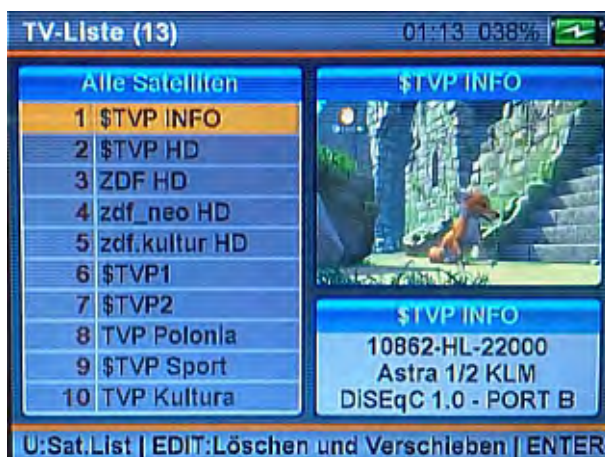 TV-Liste (13)
01:13 038%
Alle Satelliten
1 $TVP INFO
2 $TVP HD
3 ZDF HD
4 zdf_neo HD
5 zdf.kultur HD
6 $TVP1
7 $TVP2
8 TVP Polonia
9 $TVP Sport
10 TVP Kultura
$TVP INFO
$TVP INFO
10862-HL-22000
Astra 1/2 KLM
DiSEqC 1.0 - PORT B
U:Sat.List | EDIT:Löschen und Verschieben | ENTER